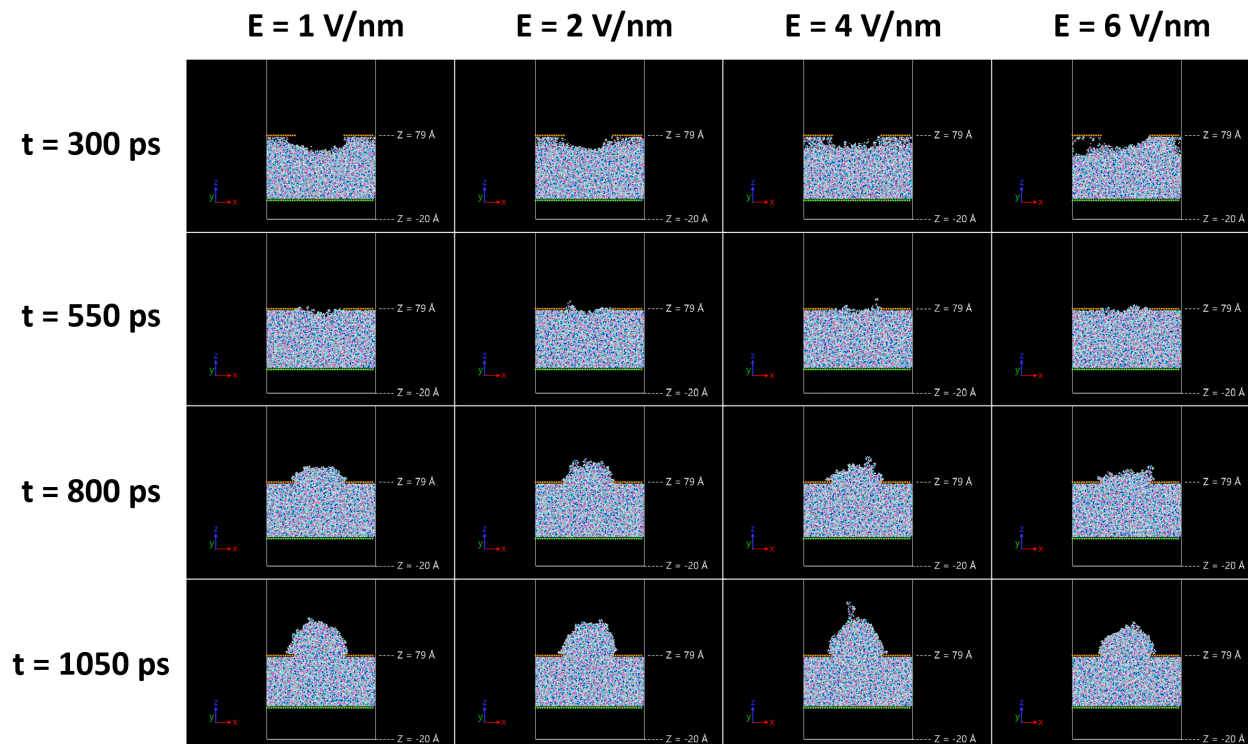 E = 1 V/nm E = 2 V/nm E = 4 V/nm E = 6 V/nm
t = 300 ps
Z = 79 Å Z = 79 Å Z = 79 Å Z = 79 Å
z z z z
y x y x y x y x
Z = -20 Å Z = -20 Å Z = -20 Å Z = -20 Å
t = 550 ps
Z = 79 Å Z = 79 Å Z = 79 Å Z = 79 Å
z z z z
y x y x y x y x
Z = -20 Å Z = -20 Å Z = -20 Å Z = -20 Å
t = 800 ps
Z = 79 Å Z = 79 Å Z = 79 Å Z = 79 Å
z z z z
y x y x y x y x
Z = -20 Å Z = -20 Å Z = -20 Å Z = -20 Å
t = 1050 ps
Z = 79 Å Z = 79 Å Z = 79 Å Z = 79 Å
z z z z
y x y x y x y x
Z = -20 Å Z = -20 Å Z = -20 Å Z = -20 Å